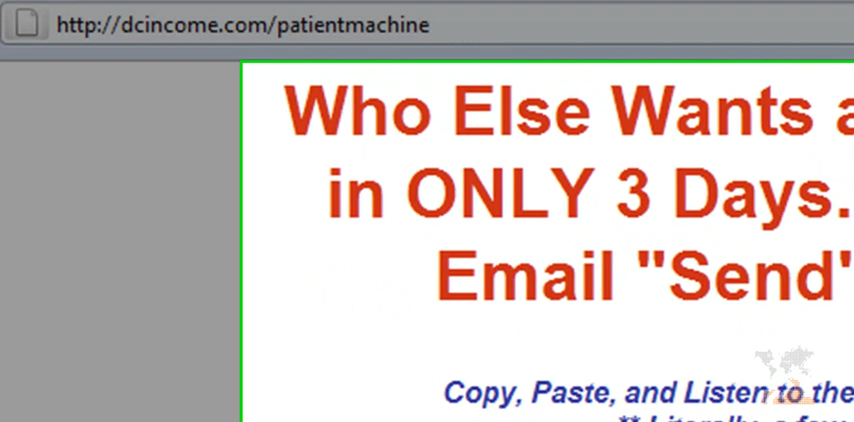 http://dcincome.com/patientmachine
Who Else Wants
in ONLY 3 Days.
Email "Send"
Copy, Paste, and Listen to the